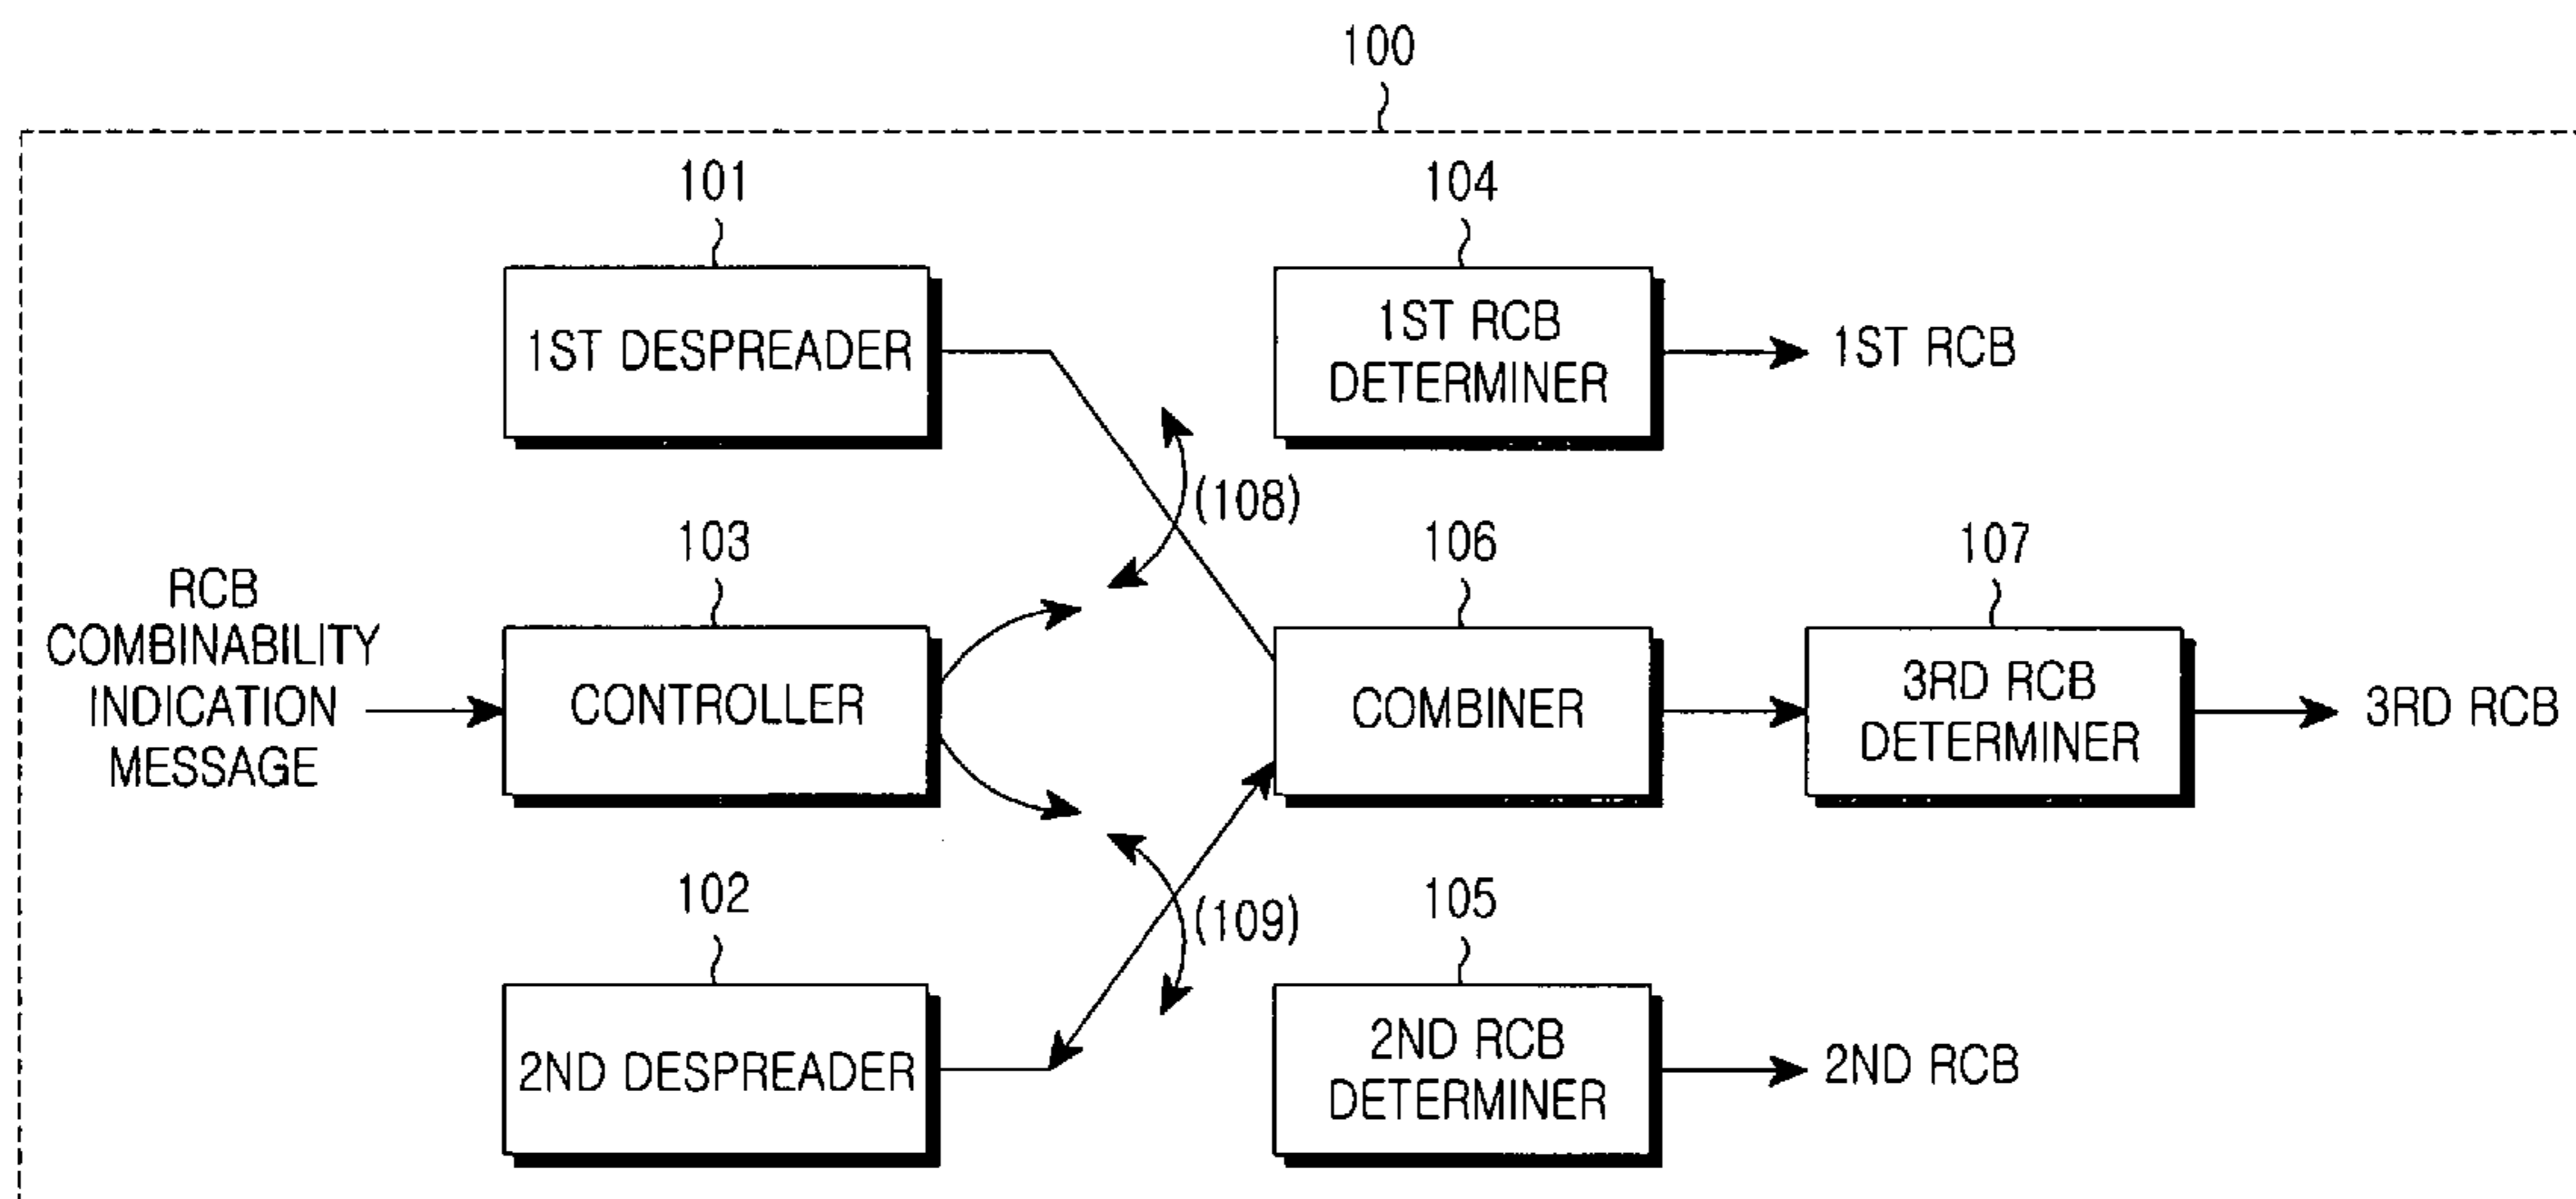 100
101
104
1ST DESPREADER
1ST RCB
DETERMINER
1ST RCB
(108)
103
106
107
RCB
COMBINABILITY
INDICATION
MESSAGE
CONTROLLER
COMBINER
3RD RCB
DETERMINER
3RD RCB
102
105
(109)
2ND DESPREADER
2ND RCB
DETERMINER
2ND RCB